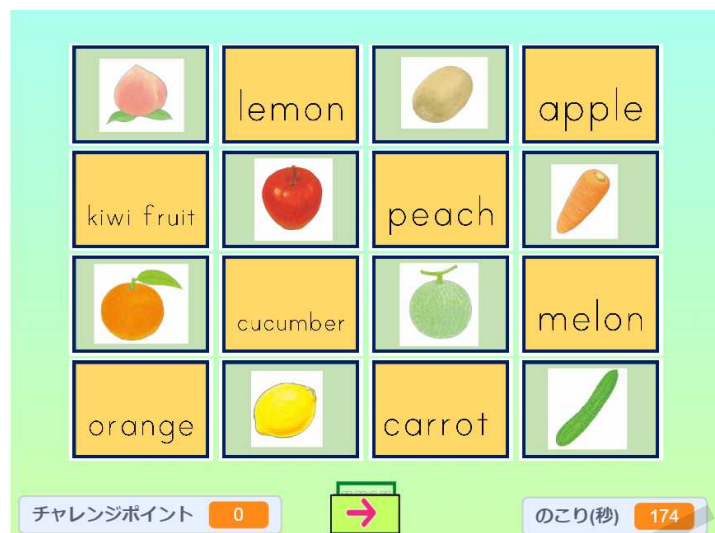 lemon
apple
kiwi fruit
peach
cucumber
melon
orange
carrot
チャレンジポイント 0
のこり(秒) 174